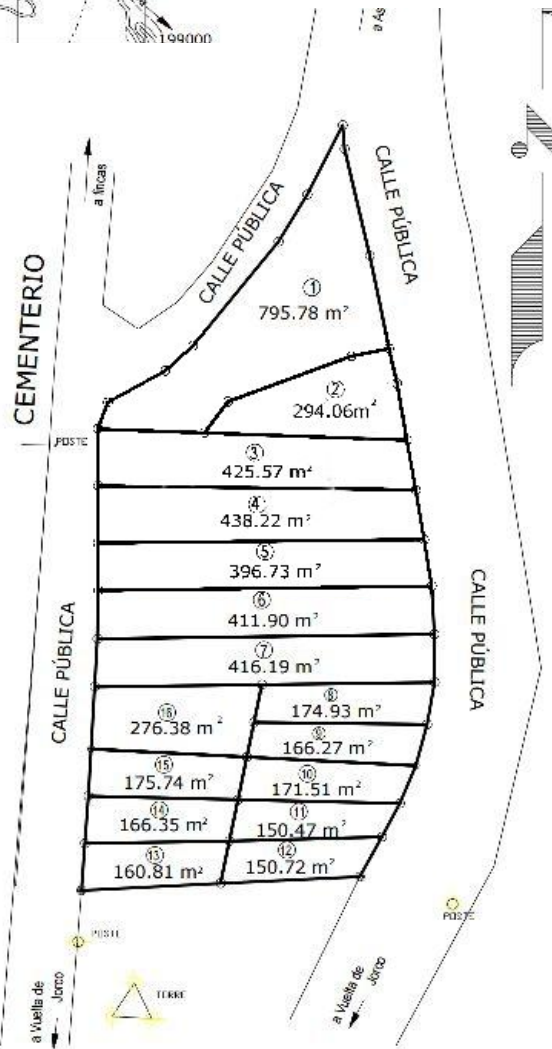 199000
a As
a fincas
CALLE PÚBLICA
CALLE PÚBLICA
CEMENTERIO
1
795.78 m²
2
294.06m²
POSTE
3
425.57 m²
4
438.22 m²
5
396.73 m²
6
411.90 m²
CALLE PÚBLICA
CALLE PÚBLICA
7
416.19 m²
8
174.93 m²
16
276.38 m²
9
166.27 m²
15
175.74 m²
10
171.51 m²
14
166.35 m²
11
150.47 m²
13
160.81 m²
12
150.72 m²
POSTE
POSTE
TORRE
a Vuelta de
Jorco
a Vuelta de
Jorco